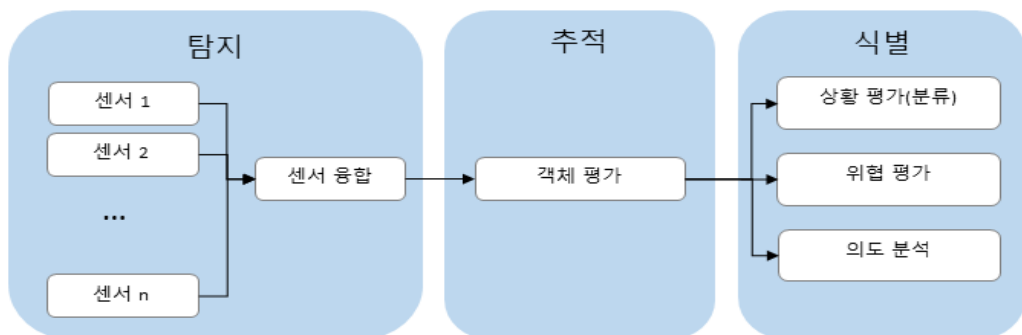 탐지
센서 1
센서 2
...
센서 n
센서 융합
추적
객체 평가
식별
상황 평가(분류)
위협 평가
의도 분석